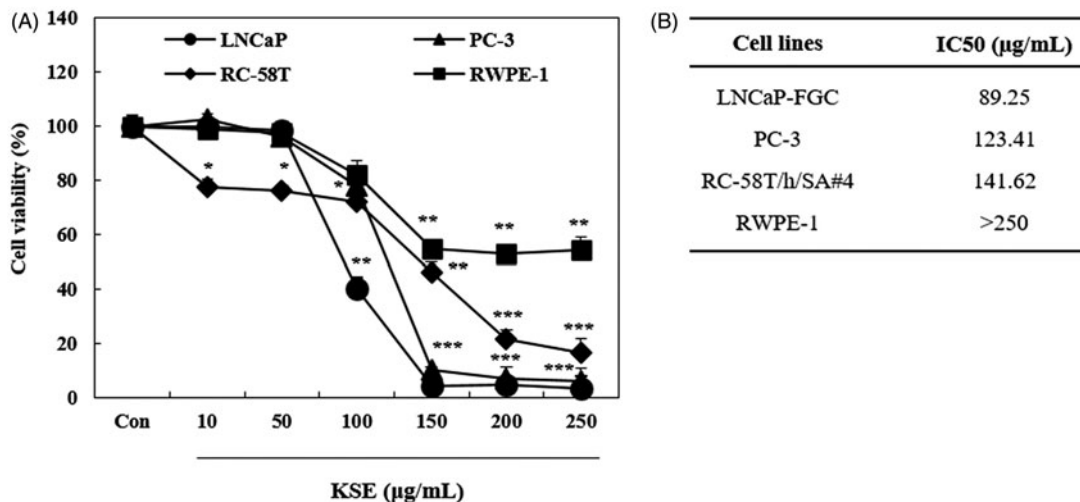 (A)
Cell viability (%)
140
120
100
80
60
40
20
0
LNCaP
PC-3
RC-58T
RWPE-1
*
*
*
**
**
**
**
**
***
***
***
***
***
Con
10
50
100
150
200
250
KSE (µg/mL)
(B)
Cell lines IC50 (µg/mL)
LNCaP-FGC 89.25
PC-3 123.41
RC-58T/h/SA#4 141.62
RWPE-1 >250